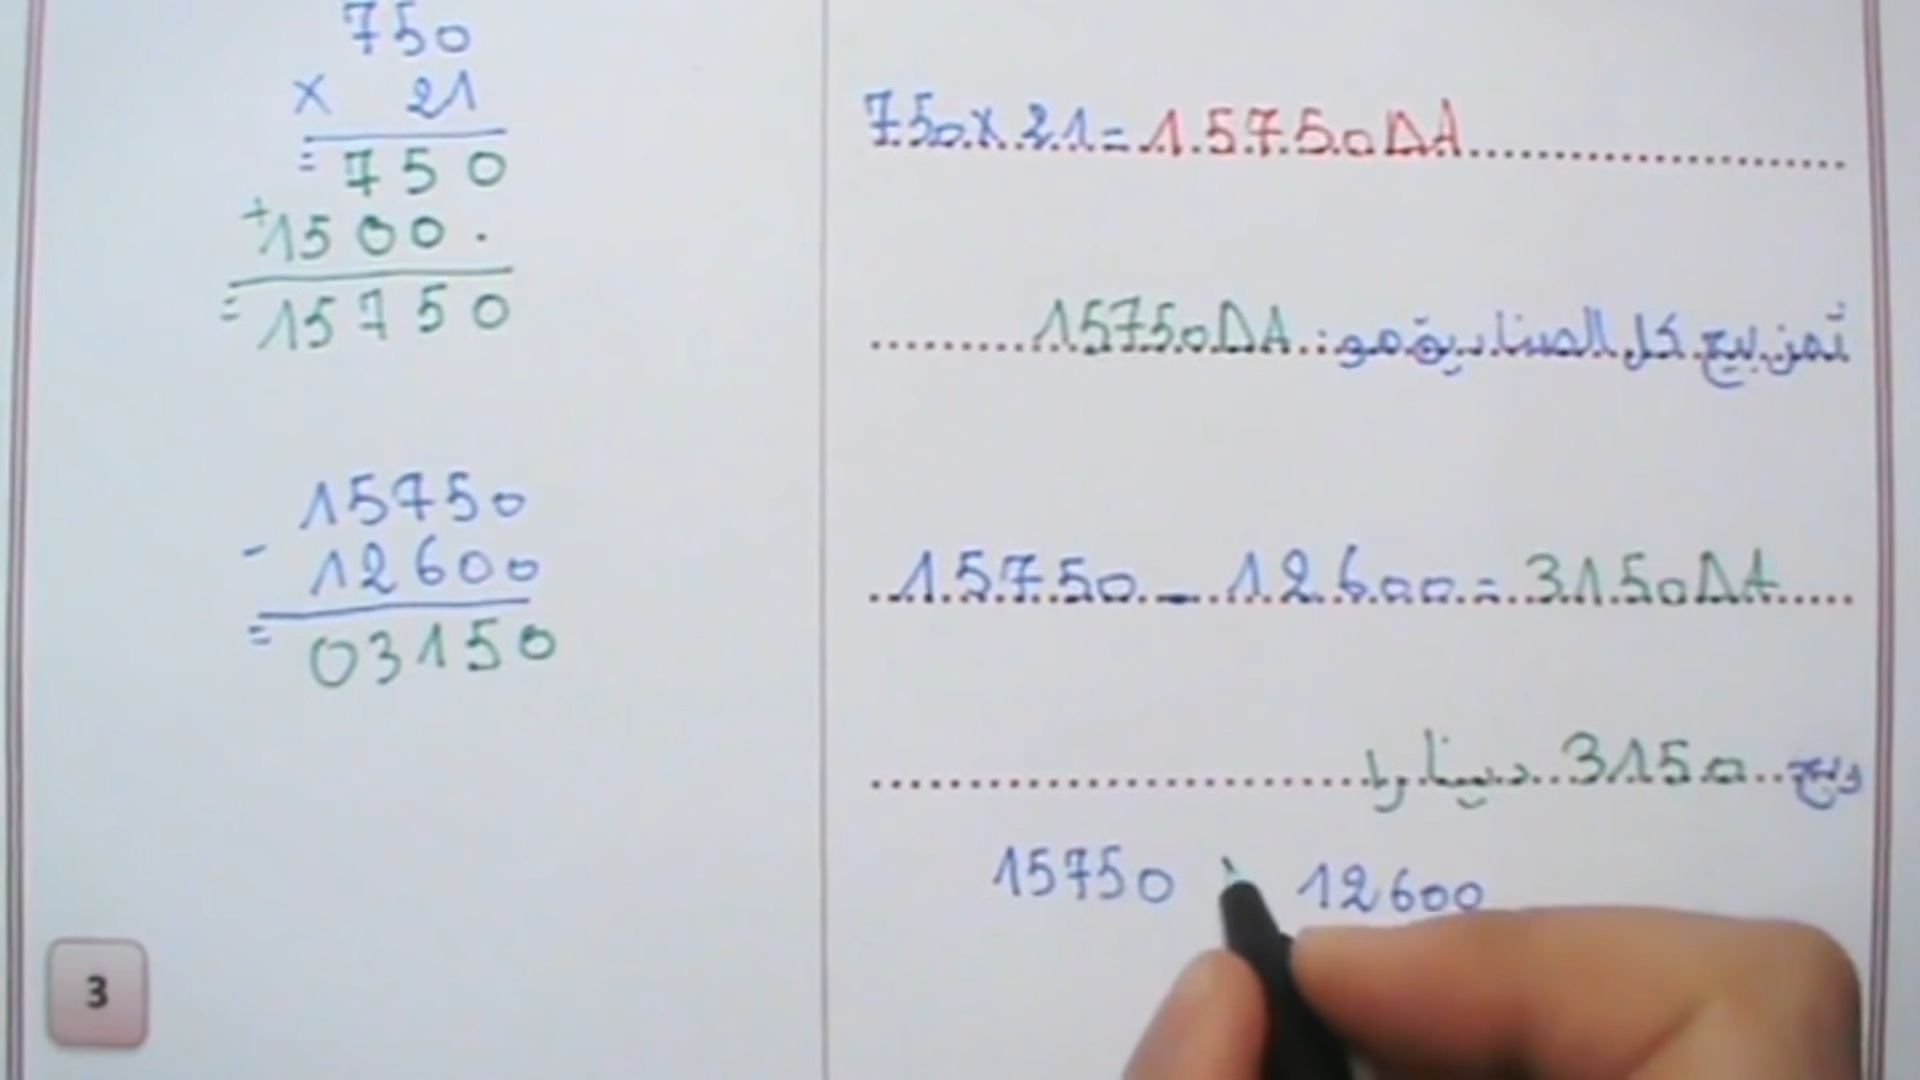 750
× 21
= 750
+ 1500 .
= 15750
15750
- 12600
= 03150
750 × 21 = 15750 DA
ثمن بيع كل الصناديق هو: 15750 DA
15750 - 12600 = 3150 DA
ربح 3150 دينارا
15750 12600
3